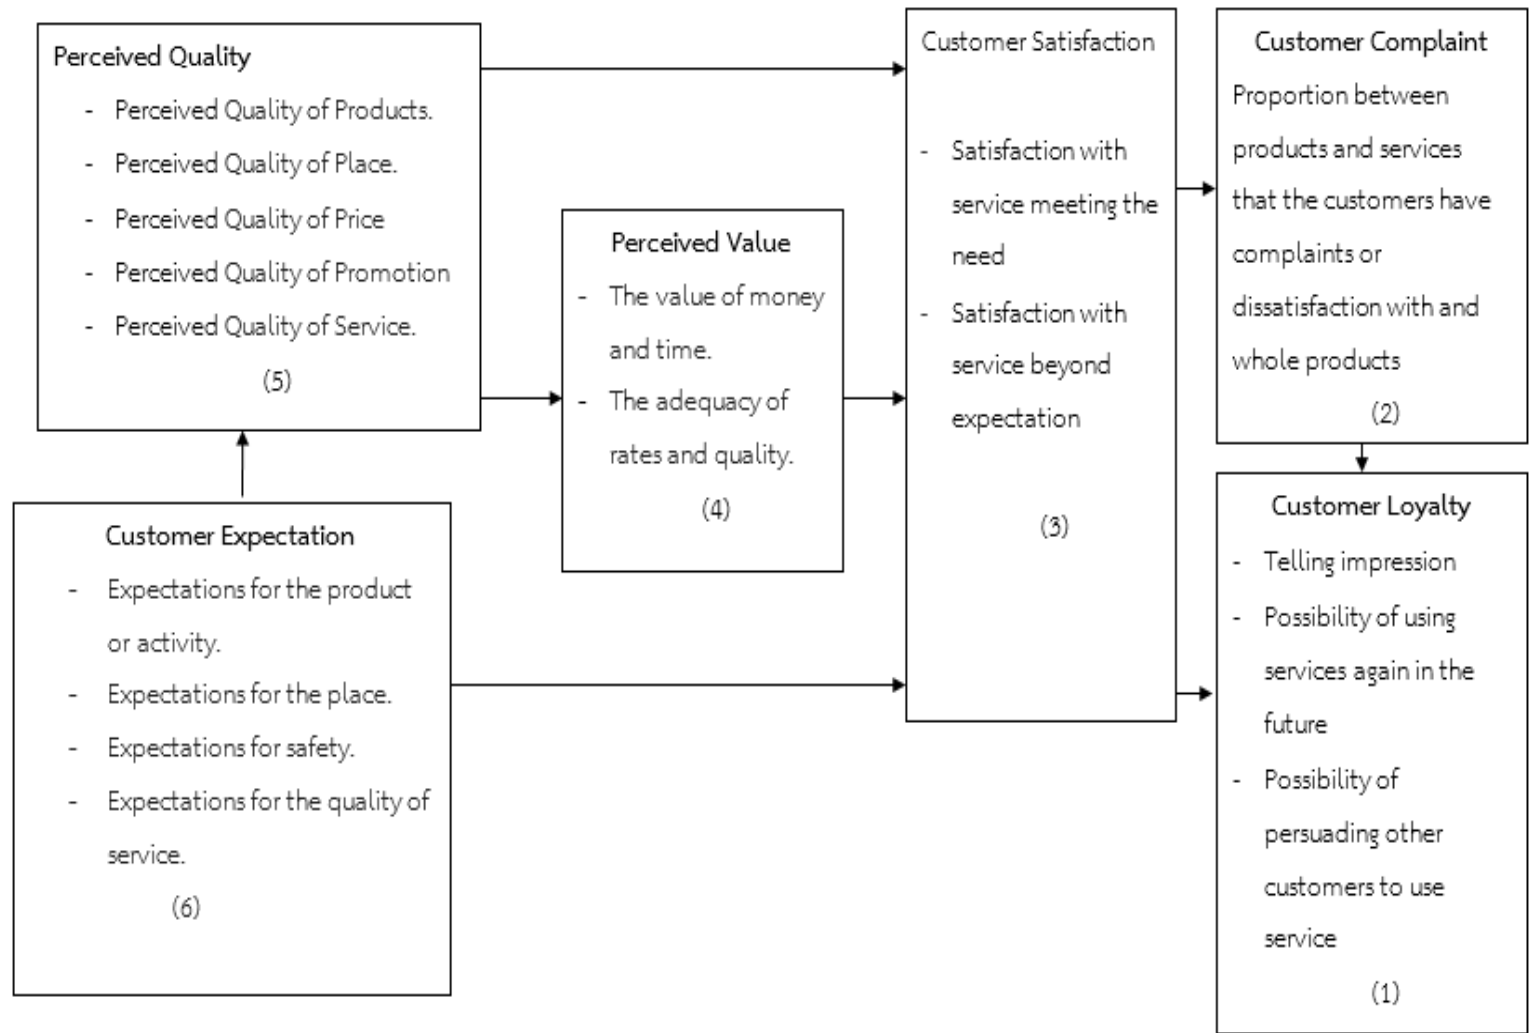 Perceived Quality
- Perceived Quality of Products.
- Perceived Quality of Place.
- Perceived Quality of Price
- Perceived Quality of Promotion
- Perceived Quality of Service.
(5)
Customer Expectation
- Expectations for the product
or activity.
- Expectations for the place.
- Expectations for safety.
- Expectations for the quality of
service.
(6)
Perceived Value
- The value of money
and time.
- The adequacy of
rates and quality.
(4)
Customer Satisfaction
- Satisfaction with
service meeting the
need
- Satisfaction with
service beyond
expectation
(3)
Customer Complaint
Proportion between
products and services
that the customers have
complaints or
dissatisfaction with and
whole products
(2)
Customer Loyalty
- Telling impression
- Possibility of using
services again in the
future
- Possibility of
persuading other
customers to use
service
(1)